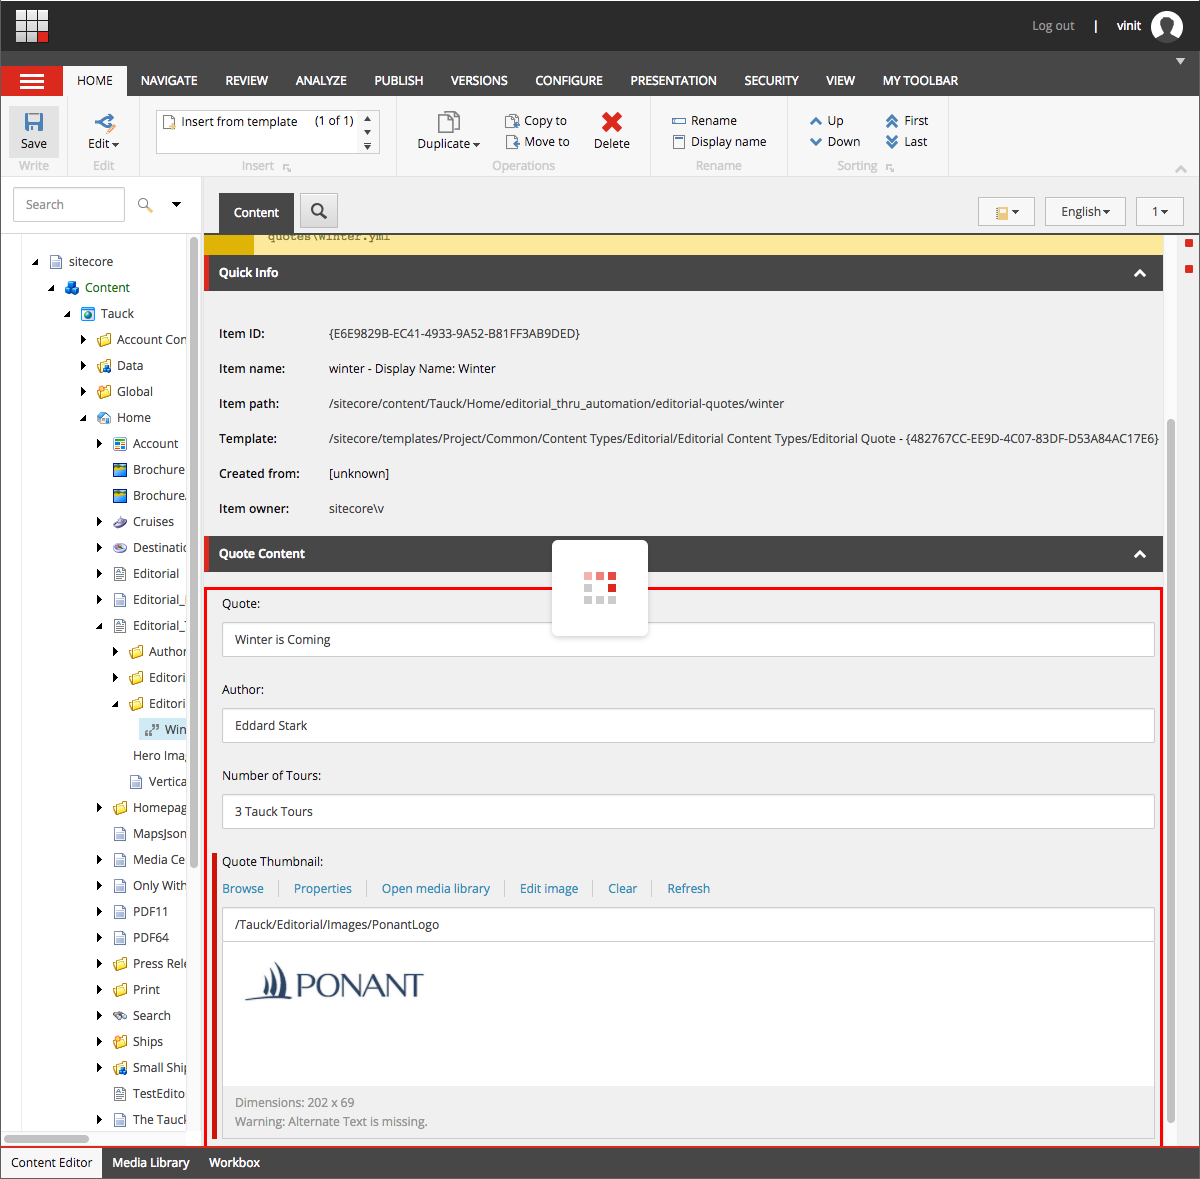 Log out | vinit
HOME NAVIGATE REVIEW ANALYZE PUBLISH VERSIONS CONFIGURE PRESENTATION SECURITY VIEW MY TOOLBAR
Save
Write
Edit
Edit
Insert from template (1 of 1)
Insert
Duplicate
Copy to
Move to
Delete
Operations
Rename
Display name
Rename
Up
Down
First
Last
Sorting
Search
Content
English
1
sitecore
Content
Tauck
Account Con
Data
Global
Home
Account
Brochure
Brochure
Cruises
Destinatio
Editorial
Editorial_
Editorial_
Author
Editori
Editori
Win
Hero Imag
Vertica
Homepag
MapsJson
Media Ce
Only With
PDF11
PDF64
Press Rele
Print
Search
Ships
Small Ship
TestEdito
The Tauck
quotes\winter.yml
Quick Info
Item ID: {E6E9829B-EC41-4933-9A52-B81FF3AB9DED}
Item name: winter - Display Name: Winter
Item path: /sitecore/content/Tauck/Home/editorial_thru_automation/editorial-quotes/winter
Template: /sitecore/templates/Project/Common/Content Types/Editorial/Editorial Content Types/Editorial Quote - {482767CC-EE9D-4C07-83DF-D53A84AC17E6}
Created from: [unknown]
Item owner: sitecore\v
Quote Content
Quote:
Winter is Coming
Author:
Eddard Stark
Number of Tours:
3 Tauck Tours
Quote Thumbnail:
Browse Properties Open media library Edit image Clear Refresh
/Tauck/Editorial/Images/PonantLogo
PONANT
Dimensions: 202 x 69
Warning: Alternate Text is missing.
Content Editor Media Library Workbox